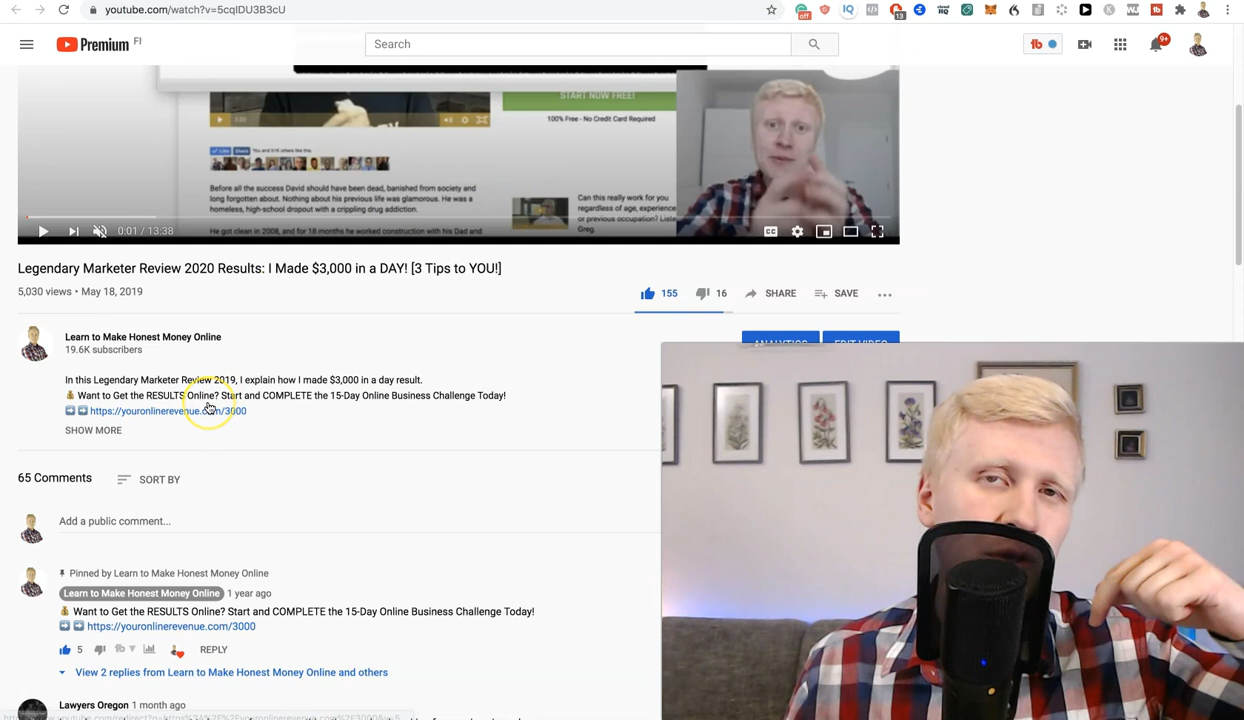 youtube.com/watch?v=5cqIDU3B3cU
off
13
Premium FI
Search
9+
START NOW FREE!
100% Free - No Credit Card Required
Before all the success David should have been dead, banished from society and
long forgotten about. Nothing about his previous life was glamorous. He was a
homeless, high-school dropout with a crippling drug addiction.
He got clean in 2008, and for 18 months he worked construction with his Dad and
Can this really work for you
regardless of age, experience
or previous occupation?
Greg.
0:01 / 13:38
CC
Legendary Marketer Review 2020 Results: I Made $3,000 in a DAY! [3 Tips to YOU!]
5,030 views • May 18, 2019
155 16 SHARE SAVE
Learn to Make Honest Money Online
19.6K subscribers
ANALYTICS EDIT VIDEO
In this Legendary Marketer Review 2019, I explain how I made $3,000 in a day result.
Want to Get the RESULTS Online? Start and COMPLETE the 15-Day Online Business Challenge Today!
https://youronlinerevenue.com/3000
SHOW MORE
65 Comments SORT BY
Add a public comment...
Pinned by Learn to Make Honest Money Online
Learn to Make Honest Money Online 1 year ago
Want to Get the RESULTS Online? Start and COMPLETE the 15-Day Online Business Challenge Today!
https://youronlinerevenue.com/3000
5 REPLY
View 2 replies from Learn to Make Honest Money Online and others
Lawyers Oregon 1 month ago